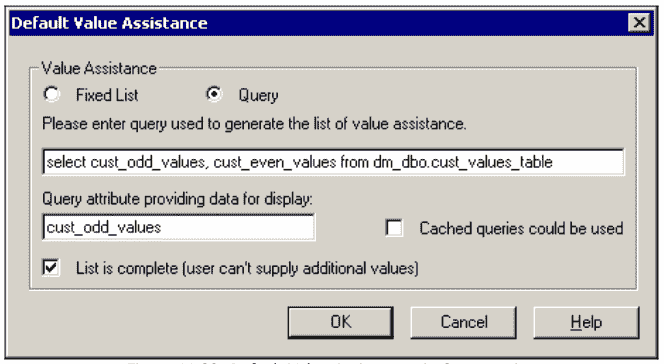 Default Value Assistance
Value Assistance
Fixed List
Query
Please enter query used to generate the list of value assistance.
select cust_odd_values, cust_even_values from dm_dbo.cust_values_table
Query attribute providing data for display:
cust_odd_values
Cached queries could be used
List is complete (user can't supply additional values)
OK
Cancel
Help